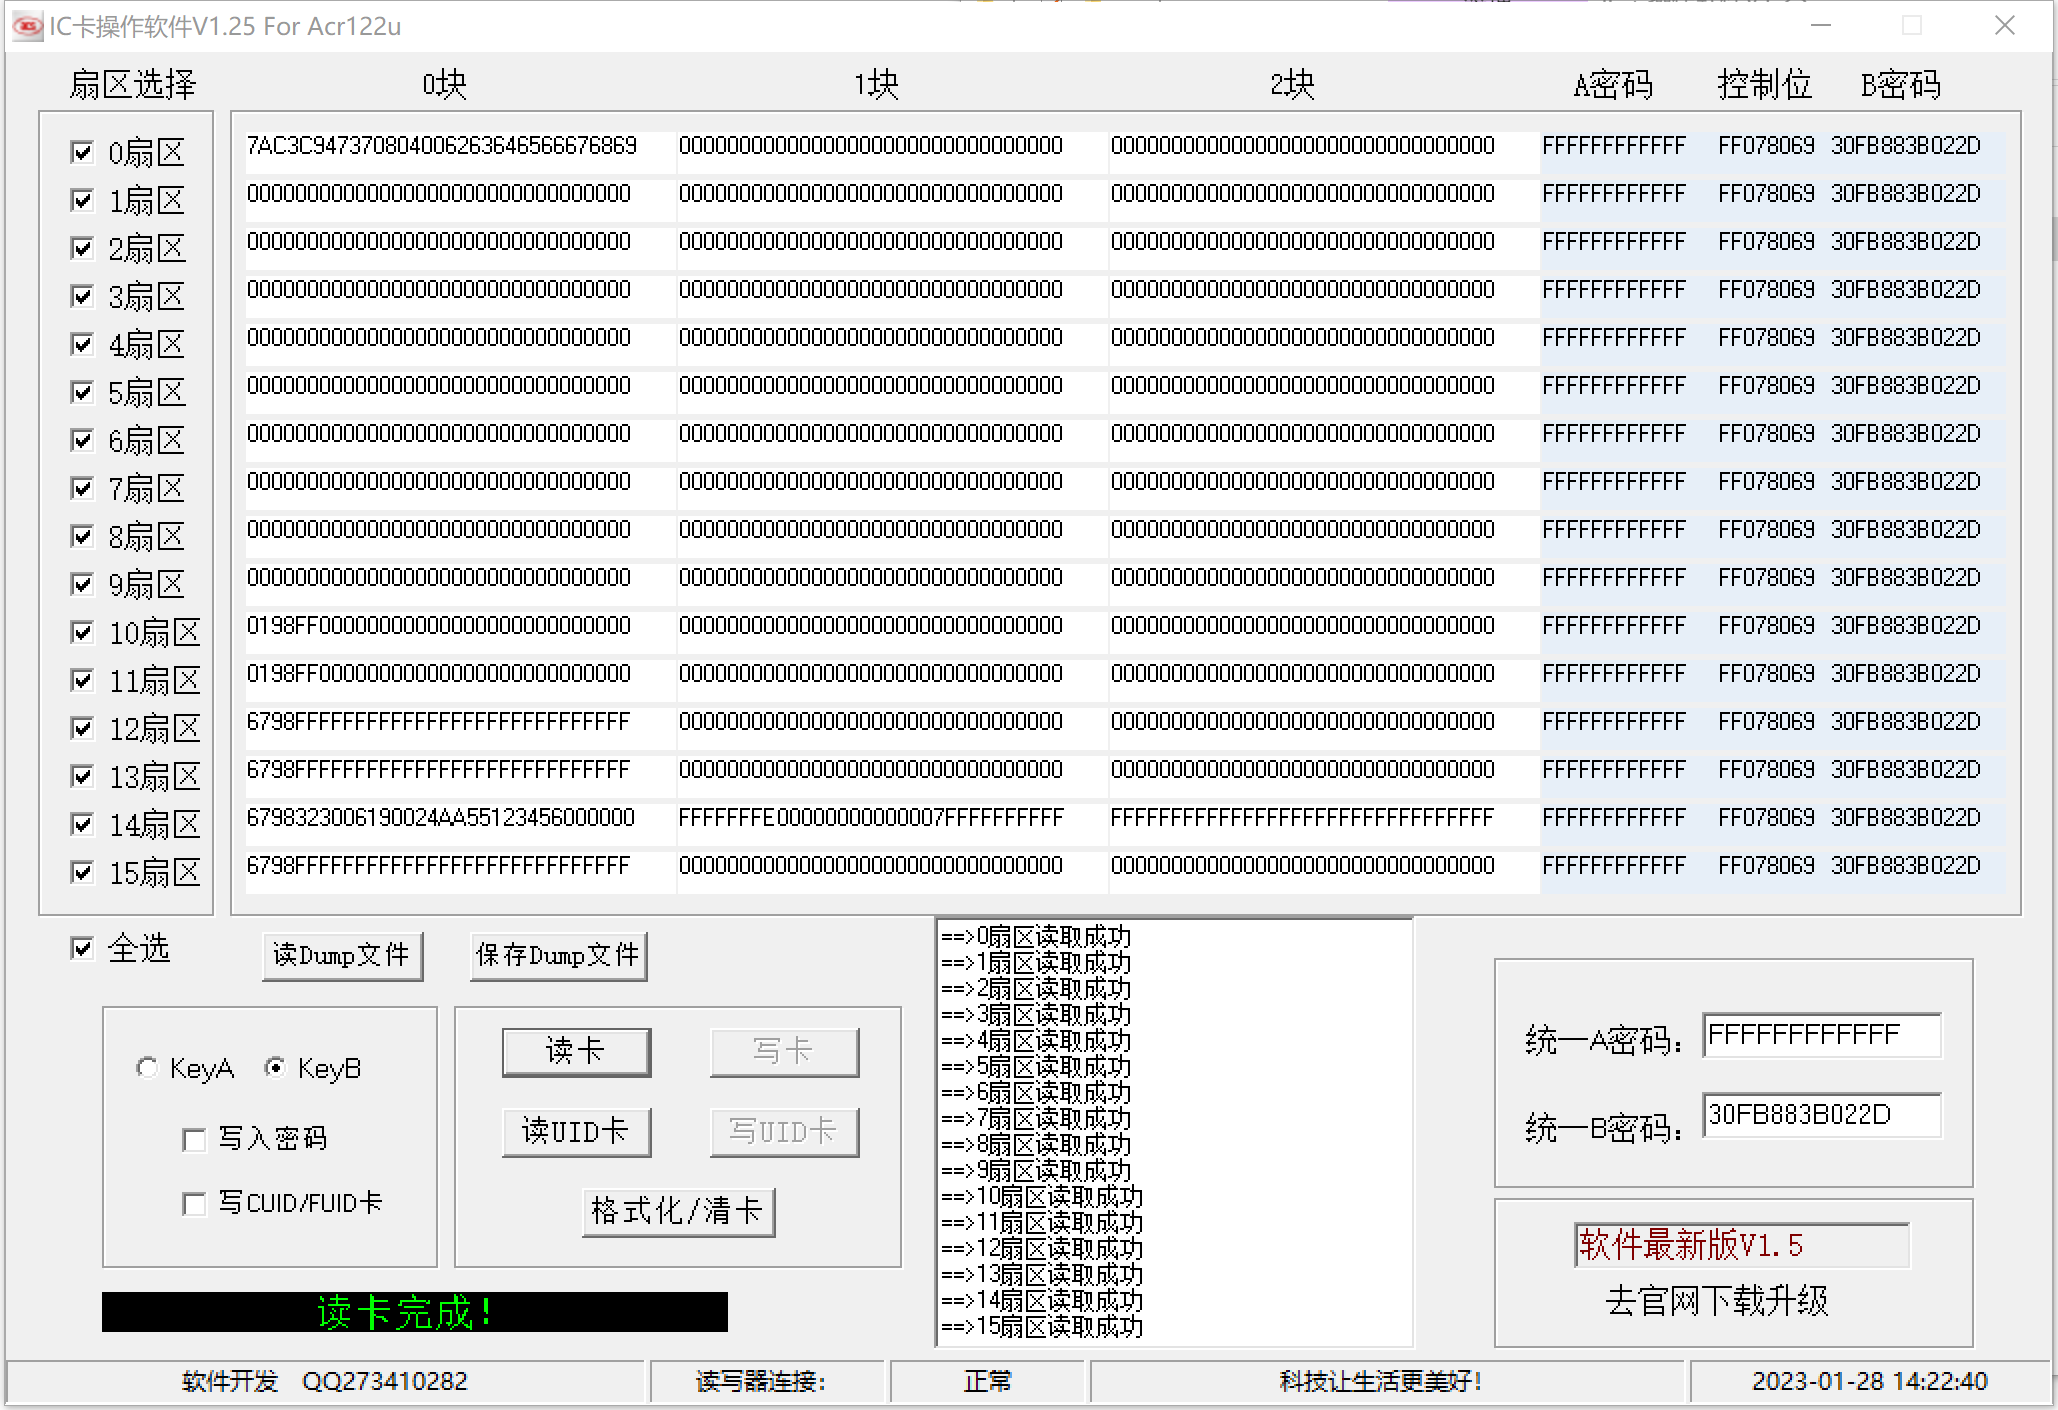 IC卡操作软件V1.25 For Acr122u
扇区选择 0块 1块 2块 A密码 控制位 B密码
0扇区 7AC3C947370804006263646566676869 00000000000000000000000000000000 00000000000000000000000000000000 FFFFFFFFFFFF FF078069 30FB883B022D
1扇区 00000000000000000000000000000000 00000000000000000000000000000000 00000000000000000000000000000000 FFFFFFFFFFFF FF078069 30FB883B022D
2扇区 00000000000000000000000000000000 00000000000000000000000000000000 00000000000000000000000000000000 FFFFFFFFFFFF FF078069 30FB883B022D
3扇区 00000000000000000000000000000000 00000000000000000000000000000000 00000000000000000000000000000000 FFFFFFFFFFFF FF078069 30FB883B022D
4扇区 00000000000000000000000000000000 00000000000000000000000000000000 00000000000000000000000000000000 FFFFFFFFFFFF FF078069 30FB883B022D
5扇区 00000000000000000000000000000000 00000000000000000000000000000000 00000000000000000000000000000000 FFFFFFFFFFFF FF078069 30FB883B022D
6扇区 00000000000000000000000000000000 00000000000000000000000000000000 00000000000000000000000000000000 FFFFFFFFFFFF FF078069 30FB883B022D
7扇区 00000000000000000000000000000000 00000000000000000000000000000000 00000000000000000000000000000000 FFFFFFFFFFFF FF078069 30FB883B022D
8扇区 00000000000000000000000000000000 00000000000000000000000000000000 00000000000000000000000000000000 FFFFFFFFFFFF FF078069 30FB883B022D
9扇区 00000000000000000000000000000000 00000000000000000000000000000000 00000000000000000000000000000000 FFFFFFFFFFFF FF078069 30FB883B022D
10扇区 0198FF00000000000000000000000000 00000000000000000000000000000000 00000000000000000000000000000000 FFFFFFFFFFFF FF078069 30FB883B022D
11扇区 0198FF00000000000000000000000000 00000000000000000000000000000000 00000000000000000000000000000000 FFFFFFFFFFFF FF078069 30FB883B022D
12扇区 6798FFFFFFFFFFFFFFFFFFFFFFFFFFFF 00000000000000000000000000000000 00000000000000000000000000000000 FFFFFFFFFFFF FF078069 30FB883B022D
13扇区 6798FFFFFFFFFFFFFFFFFFFFFFFFFFFF 00000000000000000000000000000000 00000000000000000000000000000000 FFFFFFFFFFFF FF078069 30FB883B022D
14扇区 6798323006190024AA55123456000000 FFFFFFFE00000000000007FFFFFFFFFF FFFFFFFFFFFFFFFFFFFFFFFFFFFFFFFF FFFFFFFFFFFF FF078069 30FB883B022D
15扇区 6798FFFFFFFFFFFFFFFFFFFFFFFFFFFF 00000000000000000000000000000000 00000000000000000000000000000000 FFFFFFFFFFFF FF078069 30FB883B022D
全选 读Dump文件 保存Dump文件
KeyA KeyB
写入密码
写CUID/FUID卡
读卡 写卡
读UID卡 写UID卡
格式化/清卡
读卡完成!
==>0扇区读取成功
==>1扇区读取成功
==>2扇区读取成功
==>3扇区读取成功
==>4扇区读取成功
==>5扇区读取成功
==>6扇区读取成功
==>7扇区读取成功
==>8扇区读取成功
==>9扇区读取成功
==>10扇区读取成功
==>11扇区读取成功
==>12扇区读取成功
==>13扇区读取成功
==>14扇区读取成功
==>15扇区读取成功
统一A密码: FFFFFFFFFFFF
统一B密码: 30FB883B022D
软件最新版V1.5
去官网下载升级
软件开发 QQ273410282 读写器连接: 正常 科技让生活更美好! 2023-01-28 14:22:40